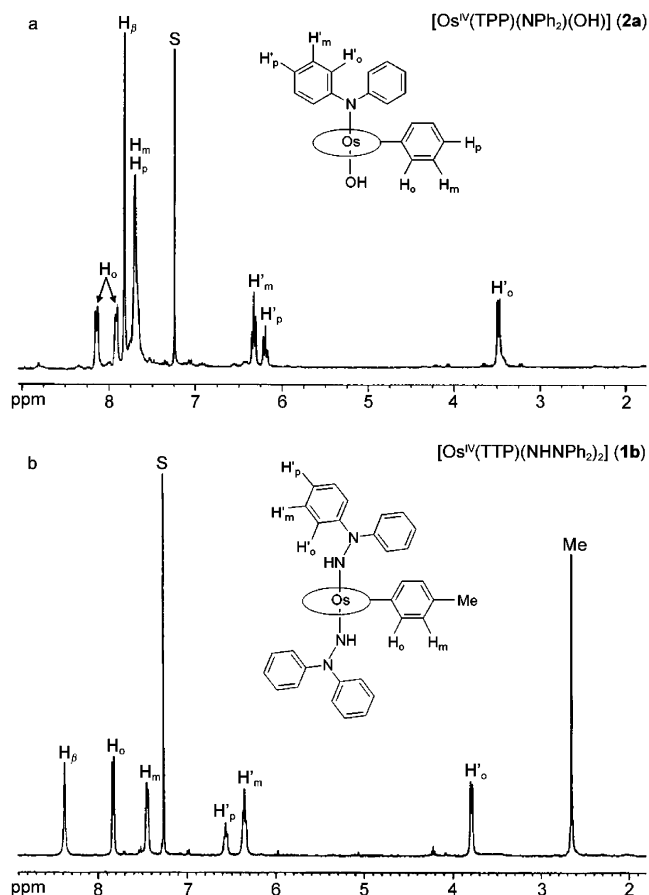 a
[Os^IV(TPP)(NPh₂)(OH)] (2a)
H_β
S
H'm
H'p
H'o
N
Os
Hp
OH
Ho
Hm
Hm
Hp
Ho
H'm
H'p
H'o
ppm 8 7 6 5 4 3 2
b
[Os^IV(TTP)(NHNPh₂)₂] (1b)
S
H'p
H'm
H'o
N
HN
Os
Me
Ho
Hm
NH
N
Me
H_β
Ho
Hm
H'p
H'm
H'o
ppm 8 7 6 5 4 3 2